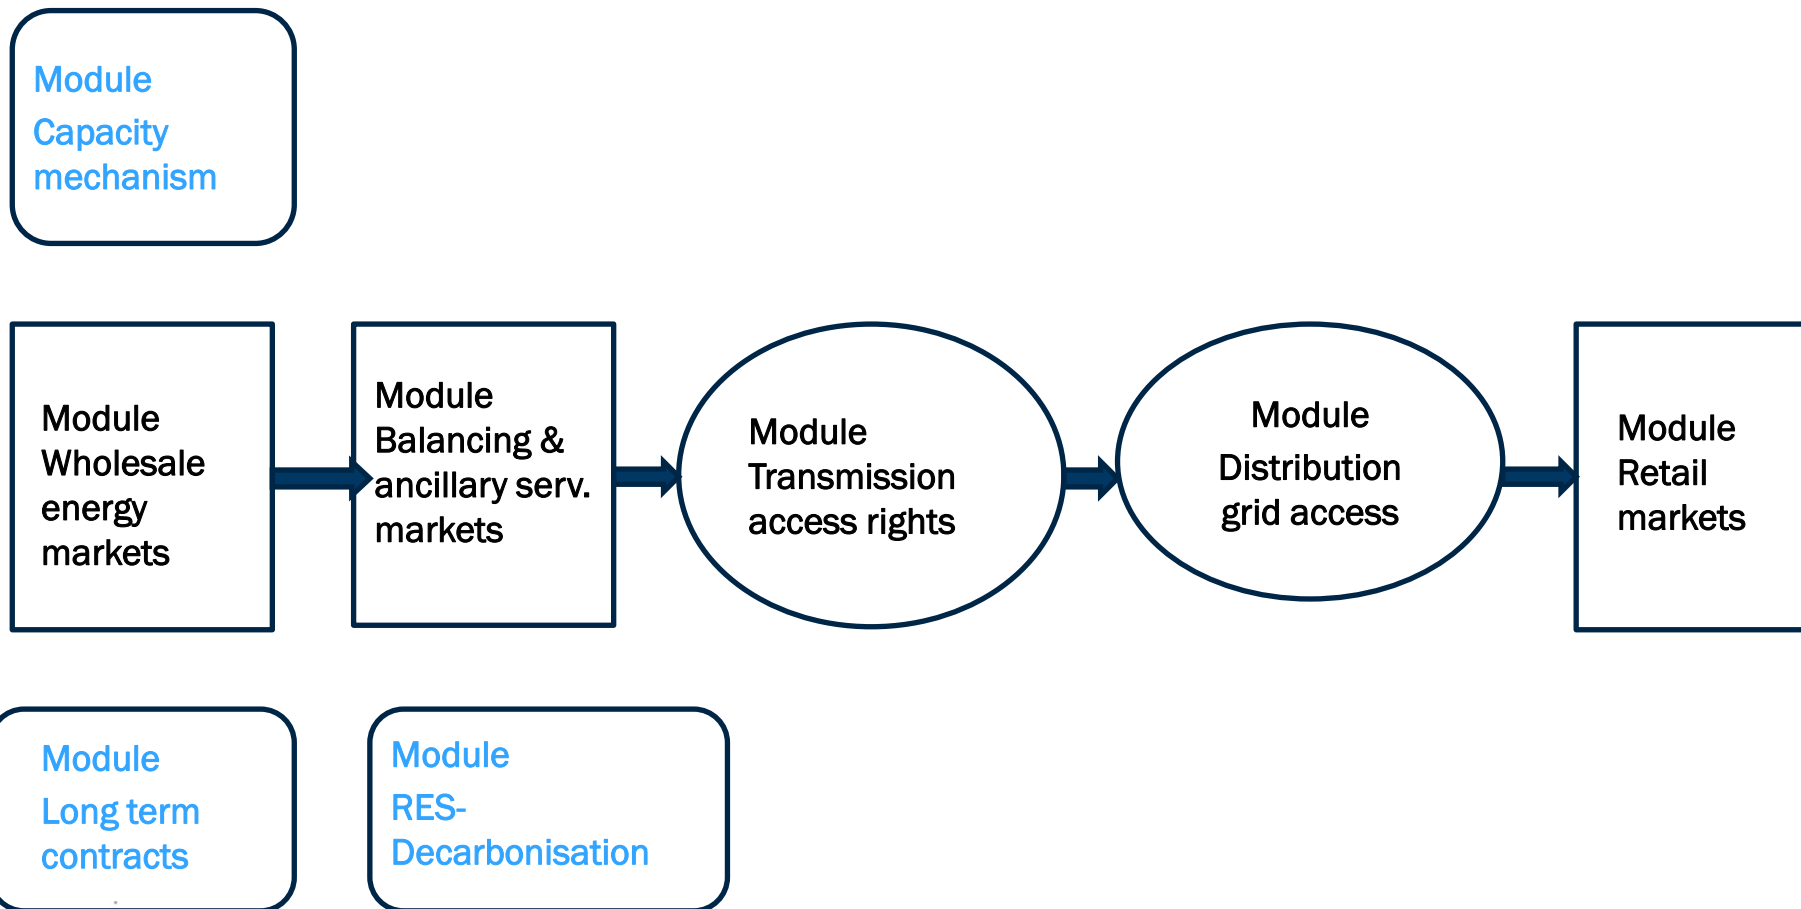 Module
Capacity
mechanism
Module
Wholesale
energy
markets
Module
Balancing &
ancillary serv.
markets
Module
Transmission
access rights
Module
Distribution
grid access
Module
Retail
markets
Module
Long term
contracts
Module
RES-
Decarbonisation